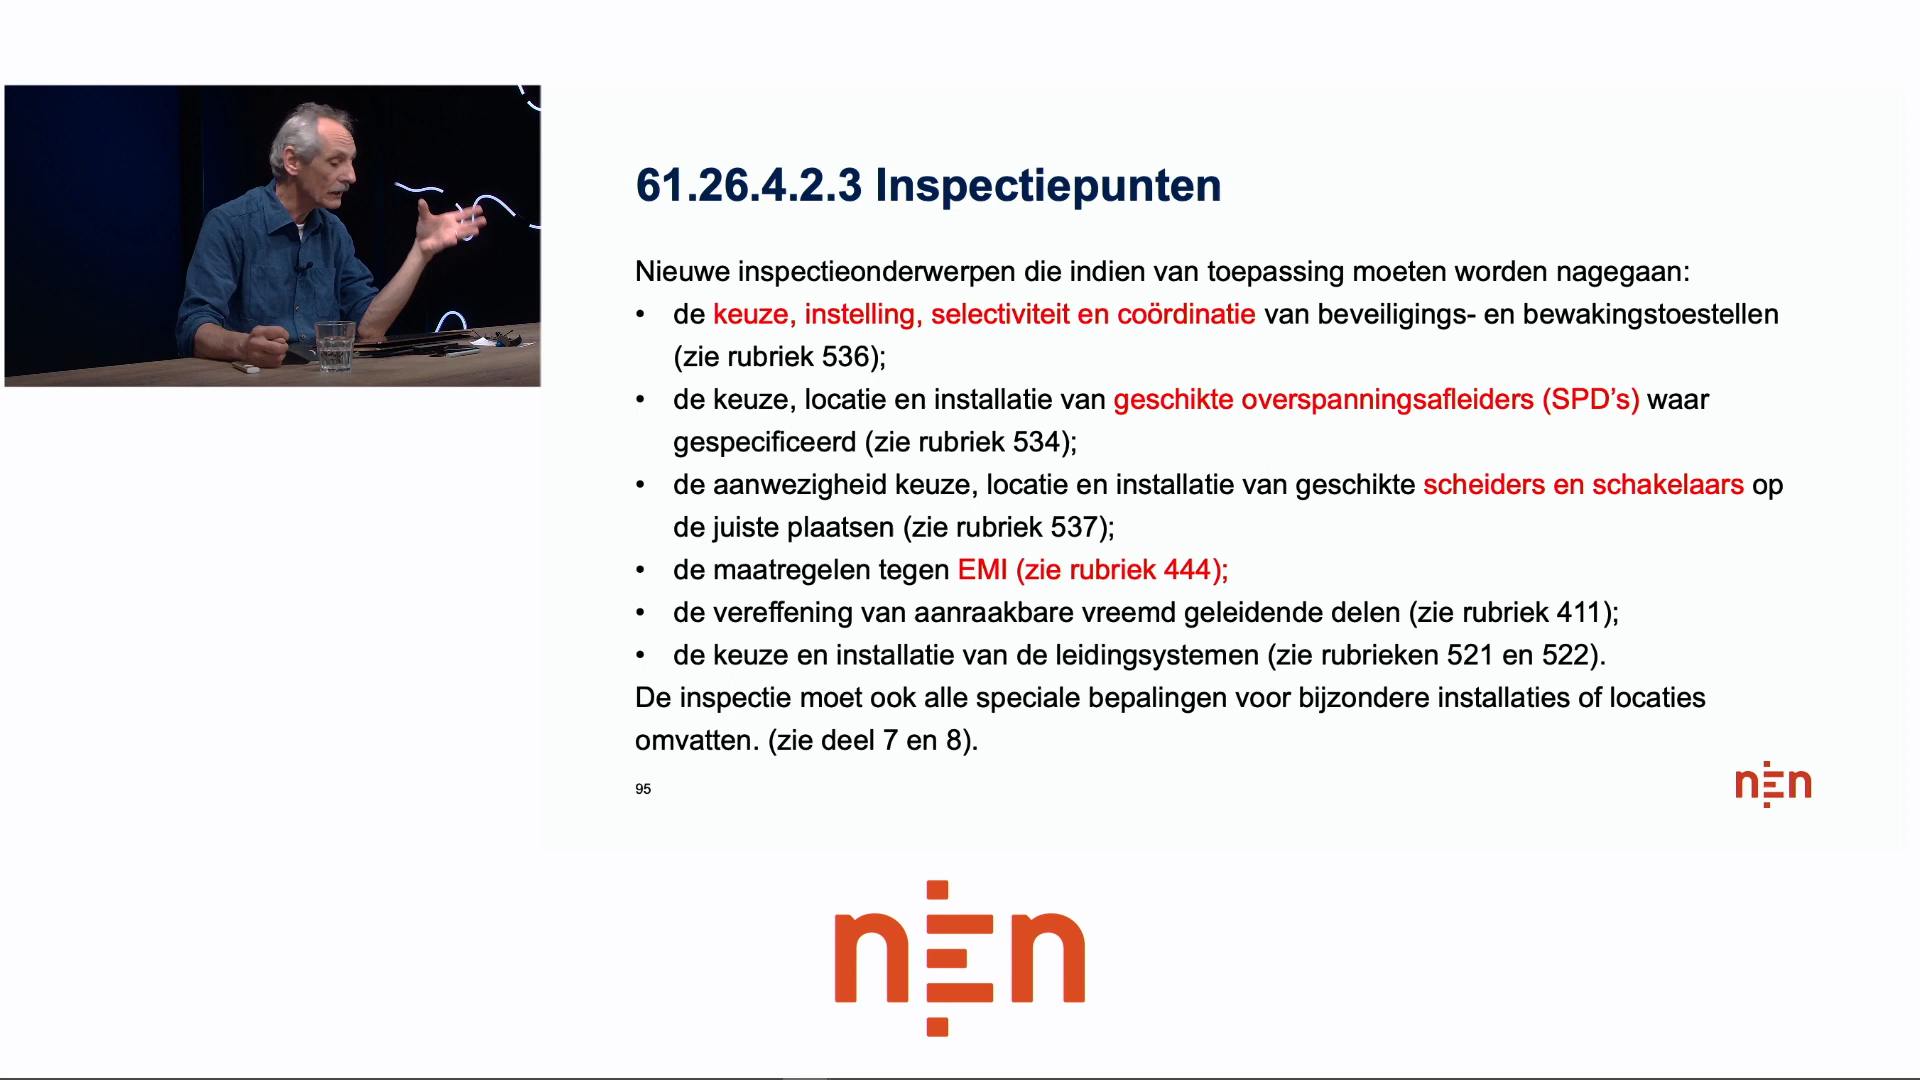 61.26.4.2.3 Inspectiepunten
Nieuwe inspectieonderwerpen die indien van toepassing moeten worden nagegaan:
• de keuze, instelling, selectiviteit en coördinatie van beveiligings- en bewakingstoestellen
(zie rubriek 536);
• de keuze, locatie en installatie van geschikte overspanningsafleiders (SPD’s) waar
gespecificeerd (zie rubriek 534);
• de aanwezigheid keuze, locatie en installatie van geschikte scheiders en schakelaars op
de juiste plaatsen (zie rubriek 537);
• de maatregelen tegen EMI (zie rubriek 444);
• de vereffening van aanraakbare vreemd geleidende delen (zie rubriek 411);
• de keuze en installatie van de leidingsystemen (zie rubrieken 521 en 522).
De inspectie moet ook alle speciale bepalingen voor bijzondere installaties of locaties
omvatten. (zie deel 7 en 8).
95
nEn
nEn